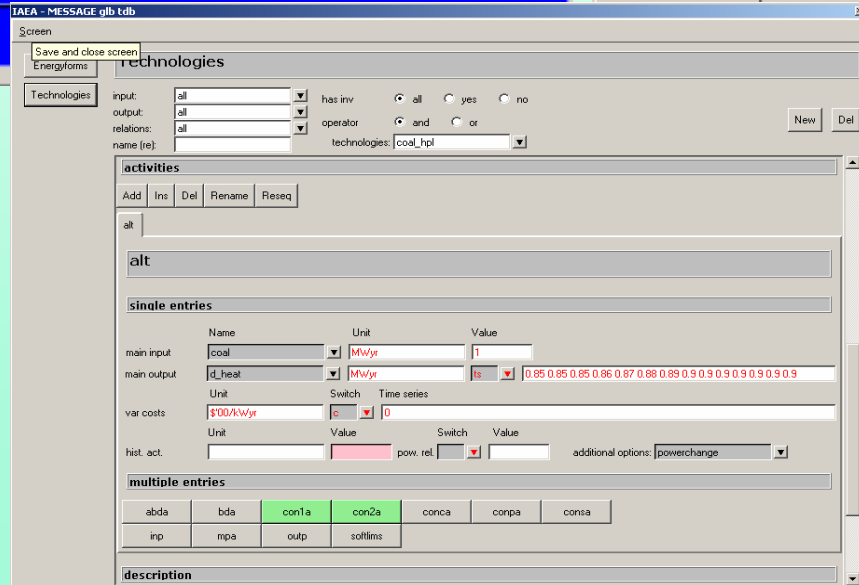 IAEA - MESSAGE glb tdb
Screen
Save and close screen
Energyforms
Technologies
Technologies
input: all has inv all yes no
output: all
relations: all operator and or
name (re): technologies: coal_hpl
New Del
activities
Add Ins Del Rename Reseq
alt
alt
single entries
Name Unit Value
main input coal MWyr 1
main output d_heat MWyr ts 0.85 0.85 0.85 0.86 0.87 0.88 0.89 0.9 0.9 0.9 0.9 0.9 0.9 0.9
Unit Switch Time series
var costs $'00/kWyr c 0
Unit Value Switch Value
hist. act. pow. rel. additional options: powerchange
multiple entries
abda bda con1a con2a conca conpa consa
inp mpa outp softlims
description